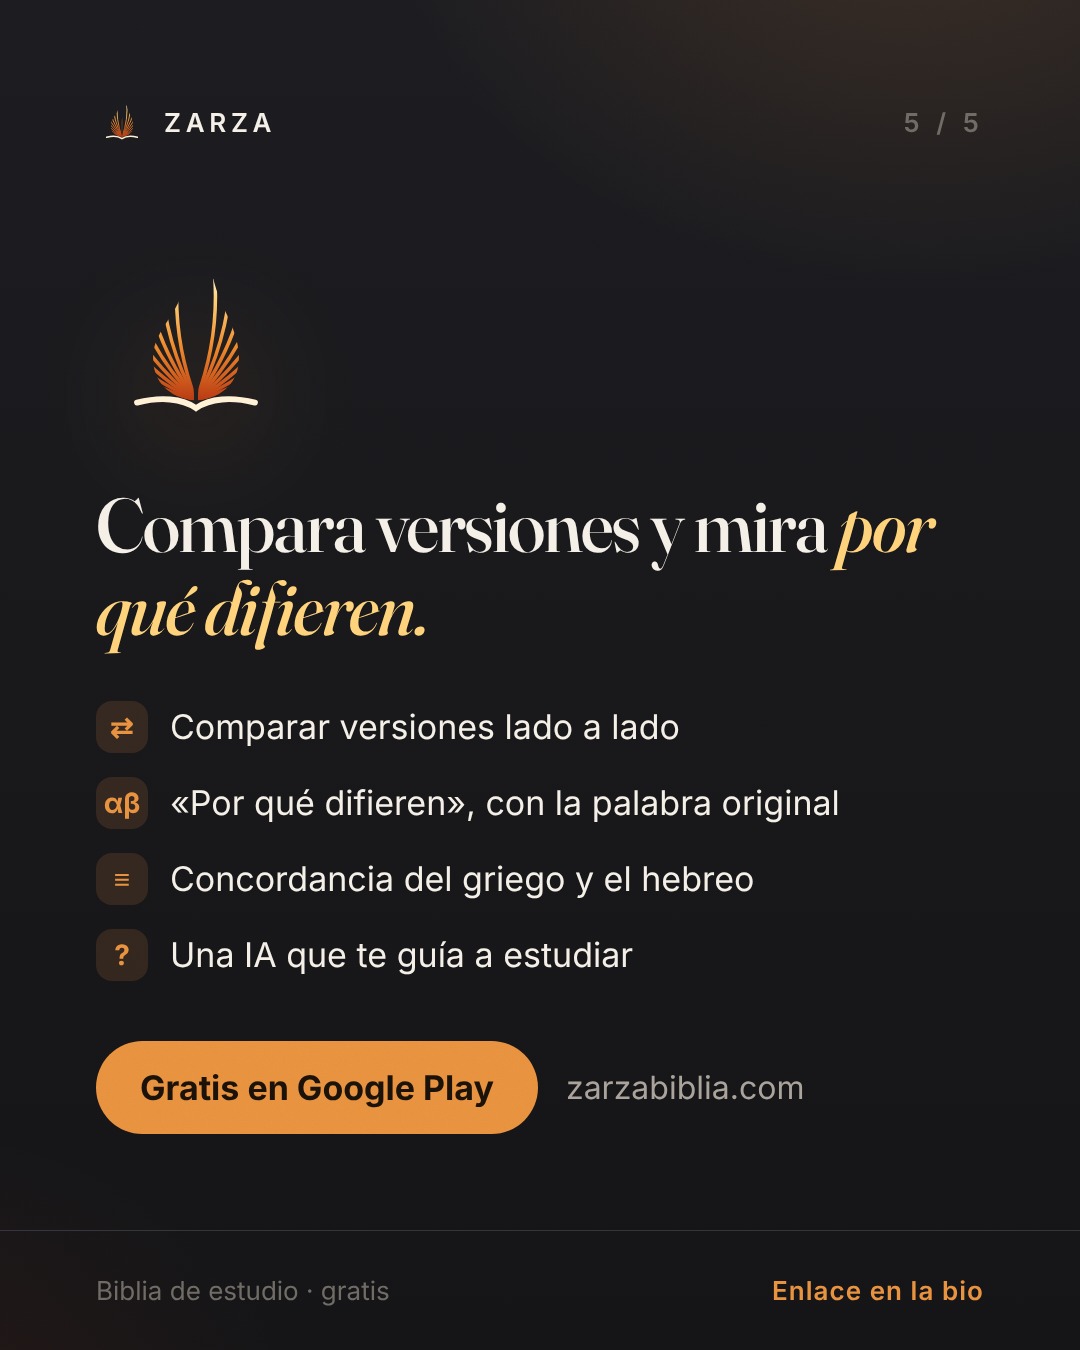 ZARZA
5 / 5
Compara versiones y mira por
qué difieren.
⇄ Comparar versiones lado a lado
αβ «Por qué difieren», con la palabra original
≡ Concordancia del griego y el hebreo
? Una IA que te guía a estudiar
Gratis en Google Play
zarzabiblia.com
Biblia de estudio · gratis
Enlace en la bio